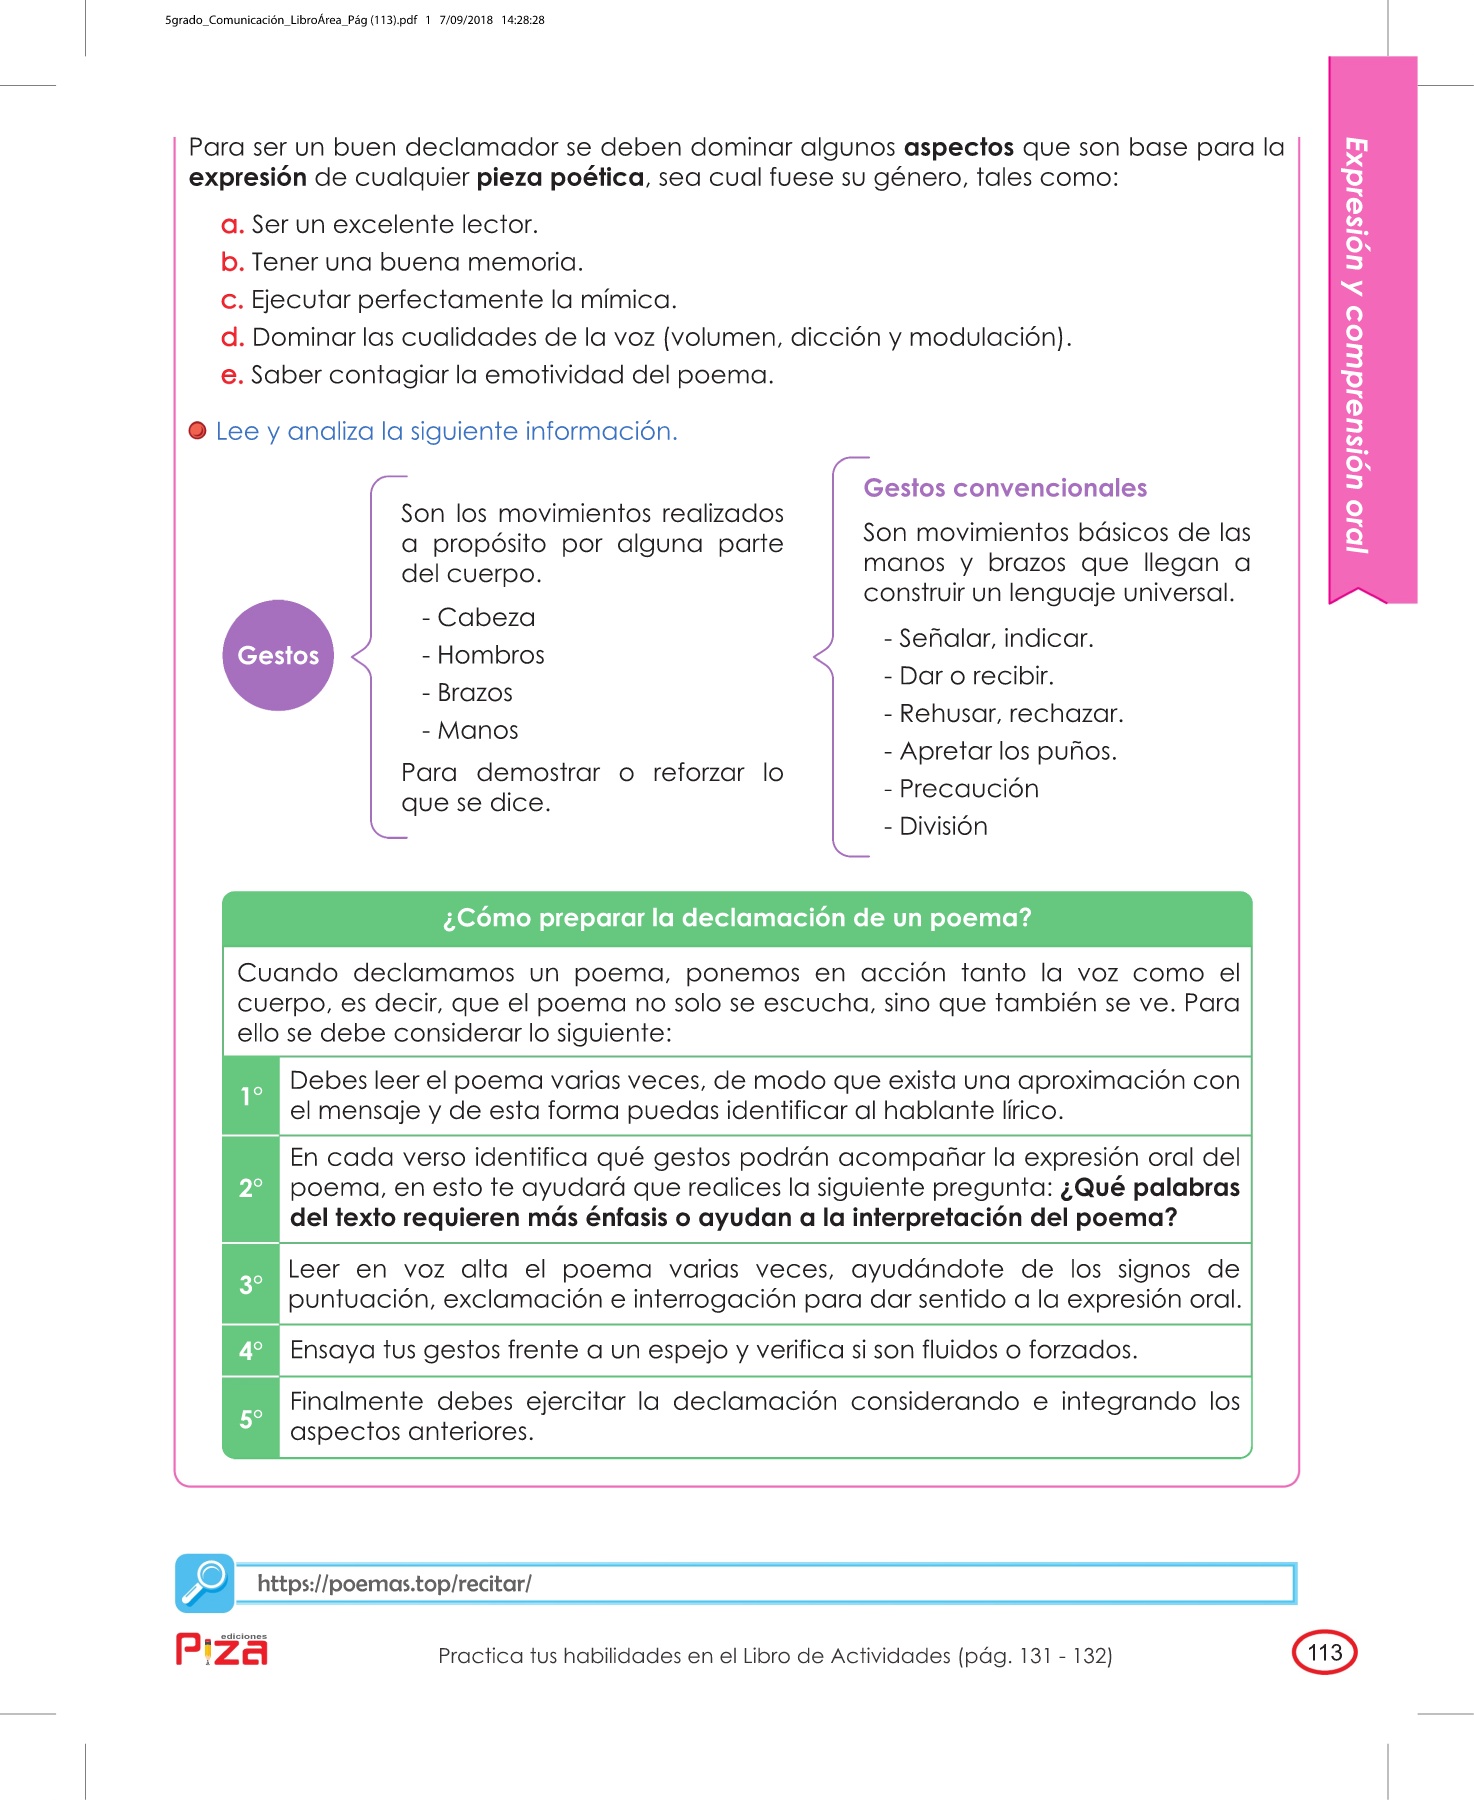 5grado_Comunicación_LibroÁrea_Pág (113).pdf 1 7/09/2018 14:28:28
Expresión y comprensión oral
Para ser un buen declamador se deben dominar algunos aspectos que son base para la
expresión de cualquier pieza poética, sea cual fuese su género, tales como:
a. Ser un excelente lector.
b. Tener una buena memoria.
c. Ejecutar perfectamente la mímica.
d. Dominar las cualidades de la voz (volumen, dicción y modulación).
e. Saber contagiar la emotividad del poema.
Lee y analiza la siguiente información.
Gestos
Son los movimientos realizados
a propósito por alguna parte
del cuerpo.
- Cabeza
- Hombros
- Brazos
- Manos
Para demostrar o reforzar lo
que se dice.
Gestos convencionales
Son movimientos básicos de las
manos y brazos que llegan a
construir un lenguaje universal.
- Señalar, indicar.
- Dar o recibir.
- Rehusar, rechazar.
- Apretar los puños.
- Precaución
- División
¿Cómo preparar la declamación de un poema?
Cuando declamamos un poema, ponemos en acción tanto la voz como el
cuerpo, es decir, que el poema no solo se escucha, sino que también se ve. Para
ello se debe considerar lo siguiente:
1°
Debes leer el poema varias veces, de modo que exista una aproximación con
el mensaje y de esta forma puedas identificar al hablante lírico.
2°
En cada verso identifica qué gestos podrán acompañar la expresión oral del
poema, en esto te ayudará que realices la siguiente pregunta: ¿Qué palabras
del texto requieren más énfasis o ayudan a la interpretación del poema?
3°
Leer en voz alta el poema varias veces, ayudándote de los signos de
puntuación, exclamación e interrogación para dar sentido a la expresión oral.
4°
Ensaya tus gestos frente a un espejo y verifica si son fluidos o forzados.
5°
Finalmente debes ejercitar la declamación considerando e integrando los
aspectos anteriores.
https://poemas.top/recitar/
ediciones
Piza
Practica tus habilidades en el Libro de Actividades (pág. 131 - 132)
113